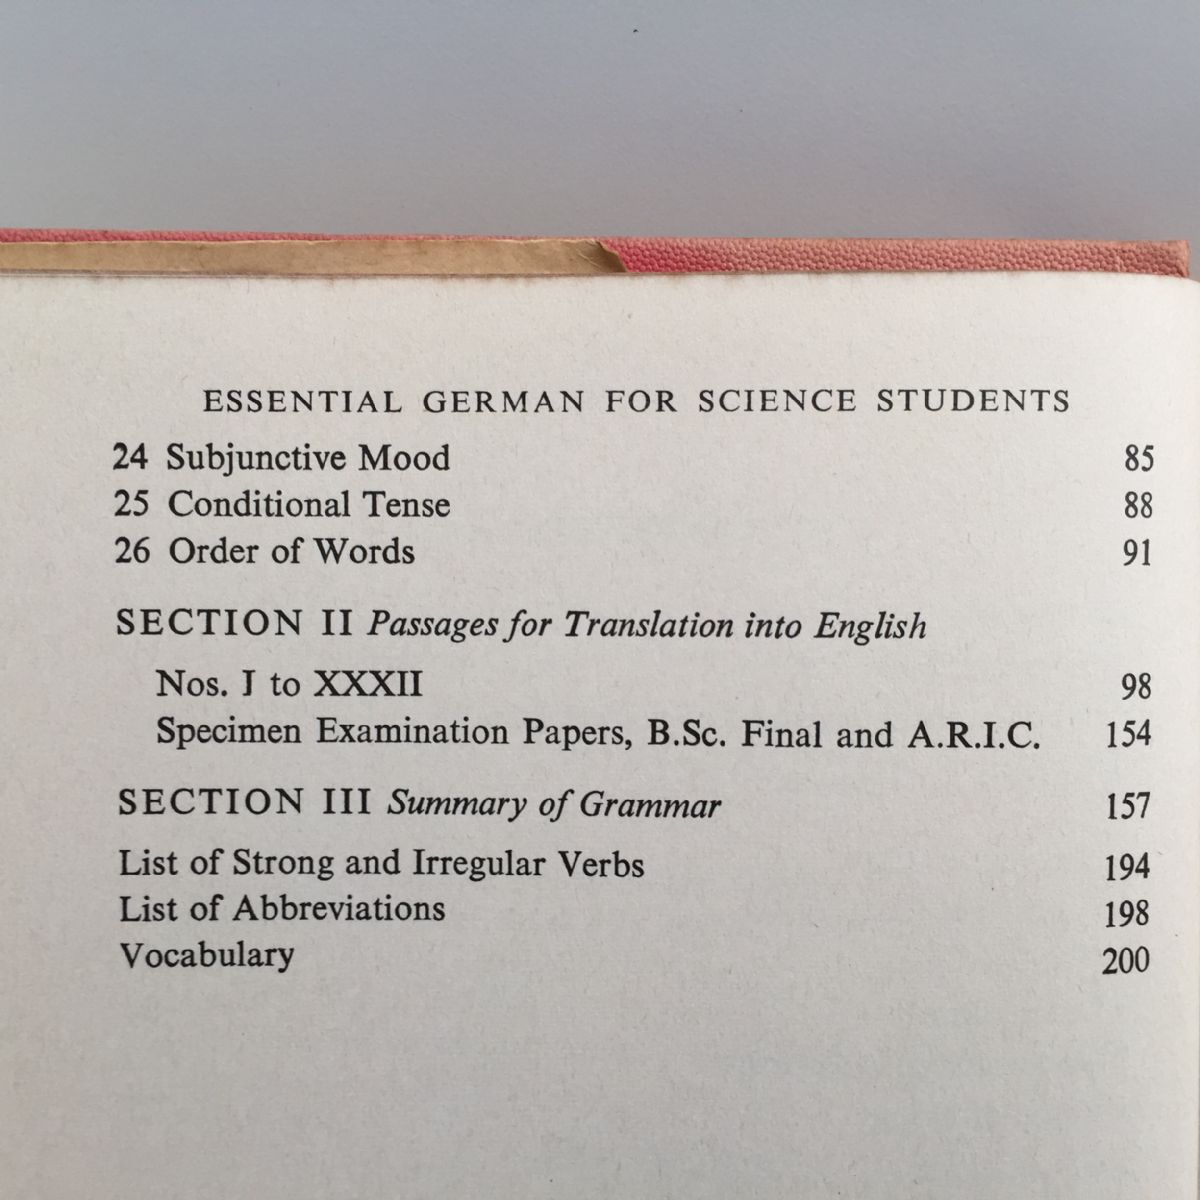 ESSENTIAL GERMAN FOR SCIENCE STUDENTS
24 Subjunctive Mood 85
25 Conditional Tense 88
26 Order of Words 91
SECTION II Passages for Translation into English
Nos. I to XXXII 98
Specimen Examination Papers, B.Sc. Final and A.R.I.C. 154
SECTION III Summary of Grammar 157
List of Strong and Irregular Verbs 194
List of Abbreviations 198
Vocabulary 200